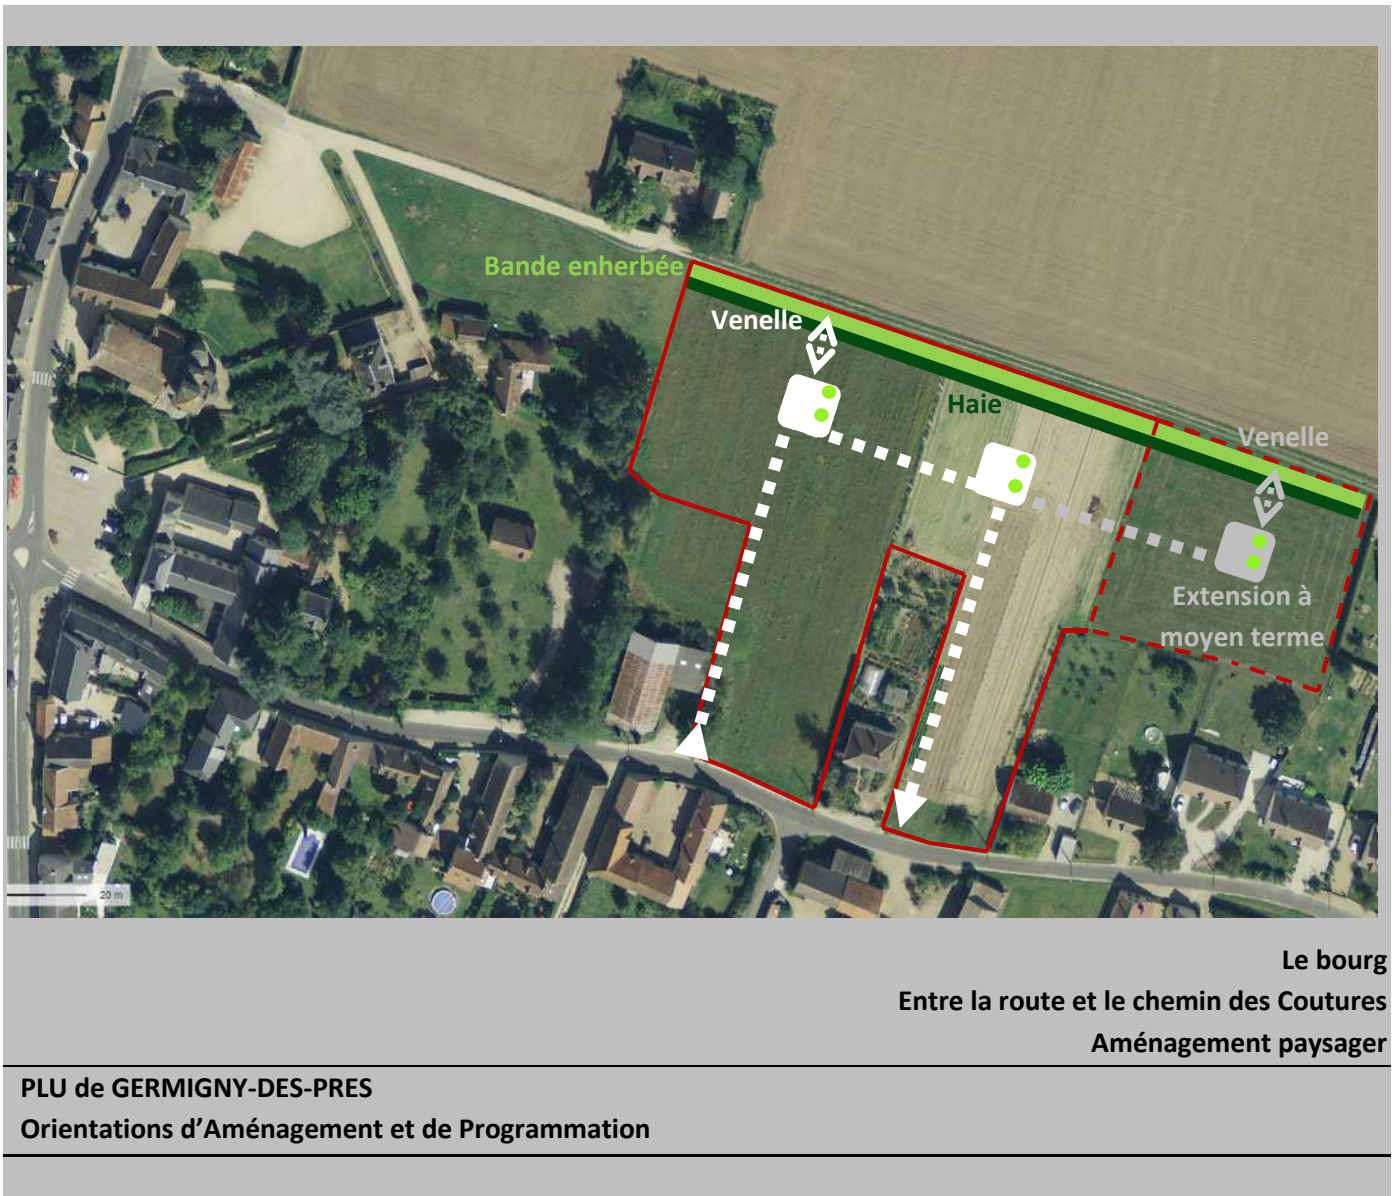 Bande enherbée
Venelle
Haie
Venelle
Extension à
moyen terme
20 m
Le bourg
Entre la route et le chemin des Coutures
Aménagement paysager
PLU de GERMIGNY-DES-PRES
Orientations d’Aménagement et de Programmation